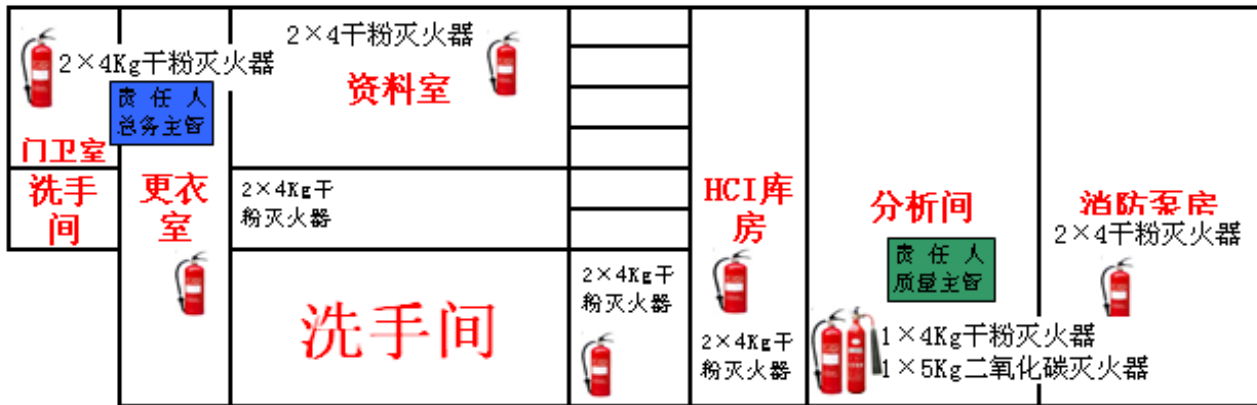 2×4Kg干粉灭火器
责任人
总务主管
门卫室
洗手
间
更衣
室
2×4干粉灭火器
资料室
2×4Kg干
粉灭火器
洗手间
2×4Kg干
粉灭火器
HCI库
房
2×4Kg干
粉灭火器
分析间
责任人
质量主管
1×4Kg干粉灭火器
1×5Kg二氧化碳灭火器
消防泵房
2×4干粉灭火器